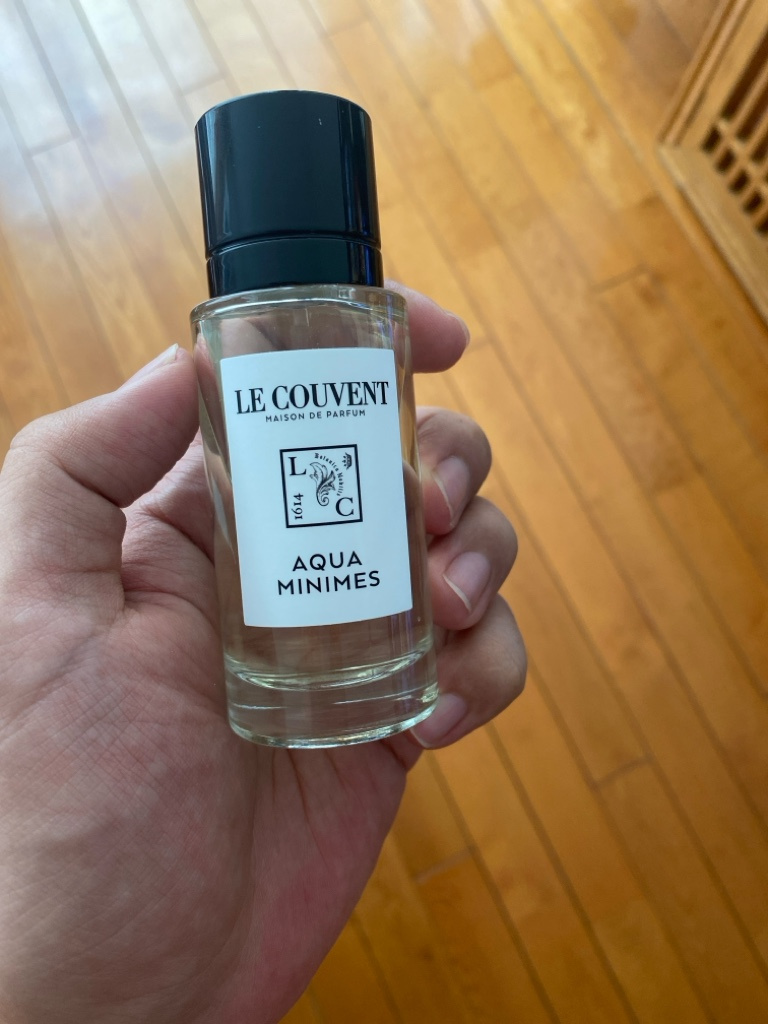 LE COUVENT
MAISON DE PARFUM
L
1614
C
AQUA
MINIMES